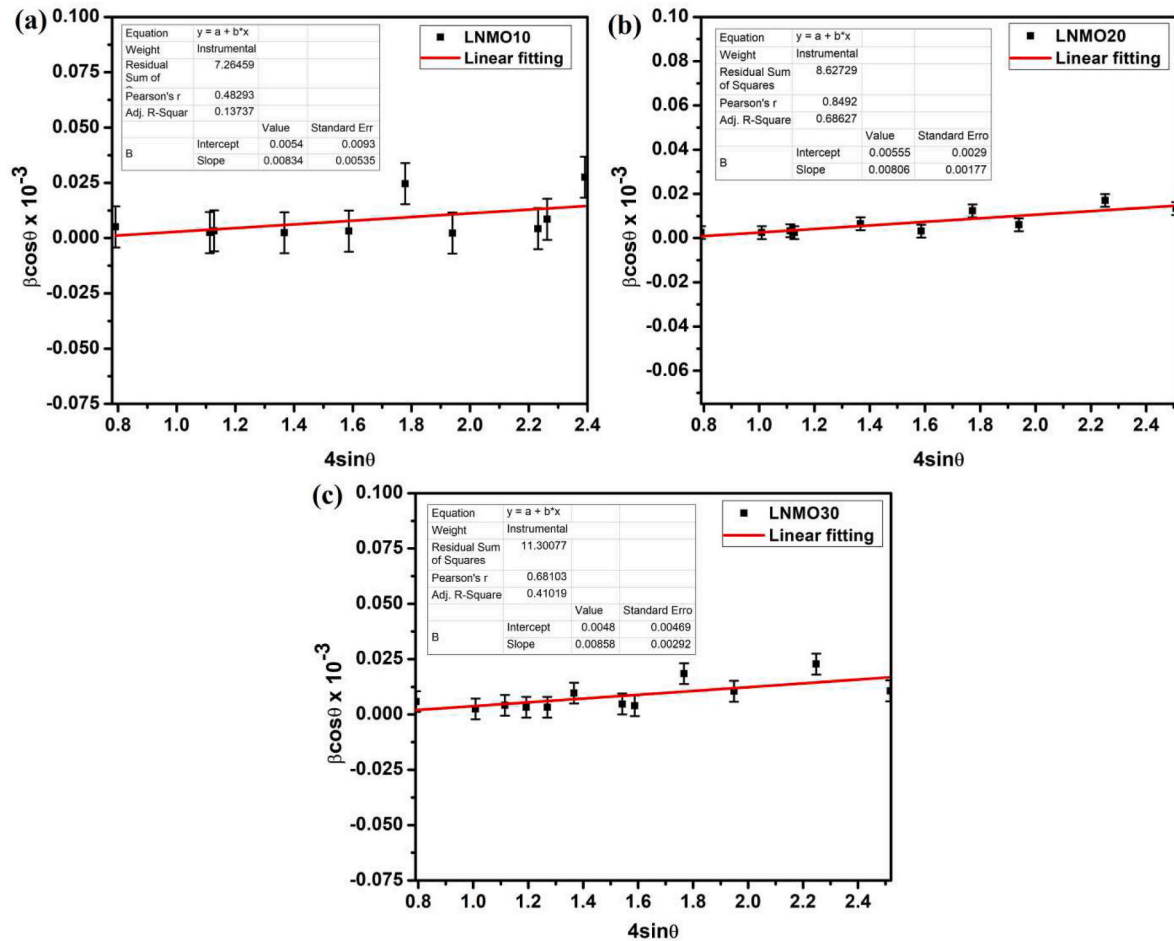 (a)
Equation y = a + b*x
Weight Instrumental
Residual Sum of 7.26459
Pearson's r 0.48293
Adj. R-Squar 0.13737
Value Standard Err
B Intercept 0.0054 0.0093
Slope 0.00834 0.00535
LNMO10
Linear fitting
0.100
0.075
0.050
0.025
0.000
-0.025
-0.050
-0.075
βcosθ x 10-3
0.8 1.0 1.2 1.4 1.6 1.8 2.0 2.2 2.4
4sinθ
(b)
Equation y = a + b*x
Weight Instrumental
Residual Sum of Squares 8.62729
Pearson's r 0.8492
Adj. R-Square 0.68627
Value Standard Erro
B Intercept 0.00555 0.0029
Slope 0.00806 0.00177
LNMO20
Linear fitting
0.10
0.08
0.06
0.04
0.02
0.00
-0.02
-0.04
-0.06
βcosθ x 10-3
0.8 1.0 1.2 1.4 1.6 1.8 2.0 2.2 2.4
4sinθ
(c)
Equation y = a + b*x
Weight Instrumental
Residual Sum of Squares 11.30077
Pearson's r 0.68103
Adj. R-Square 0.41019
Value Standard Erro
B Intercept 0.0048 0.00469
Slope 0.00858 0.00292
LNMO30
Linear fitting
0.100
0.075
0.050
0.025
0.000
-0.025
-0.050
-0.075
βcosθ x 10-3
0.8 1.0 1.2 1.4 1.6 1.8 2.0 2.2 2.4
4sinθ